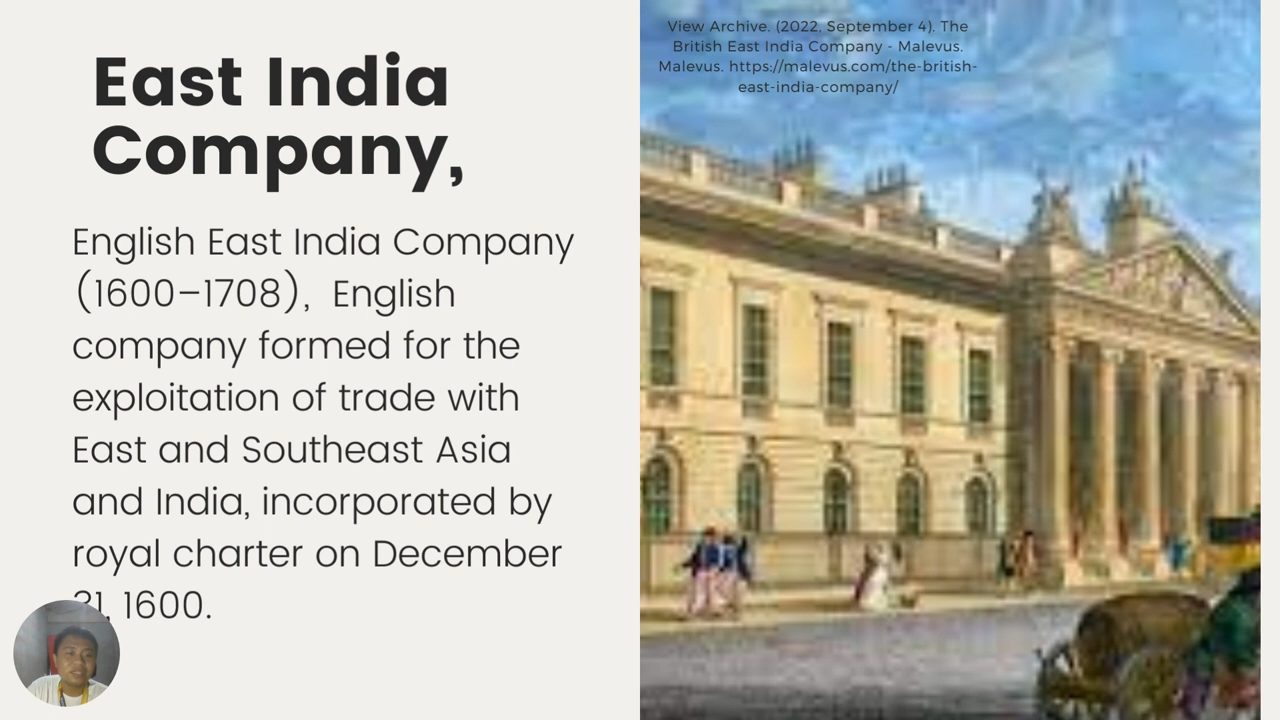 East India
Company,
English East India Company
(1600–1708),  English
company formed for the
exploitation of trade with
East and Southeast Asia
and India, incorporated by
royal charter on December
31, 1600.
View Archive. (2022, September 4). The
British East India Company - Malevus.
Malevus. https://malevus.com/the-british-
east-india-company/